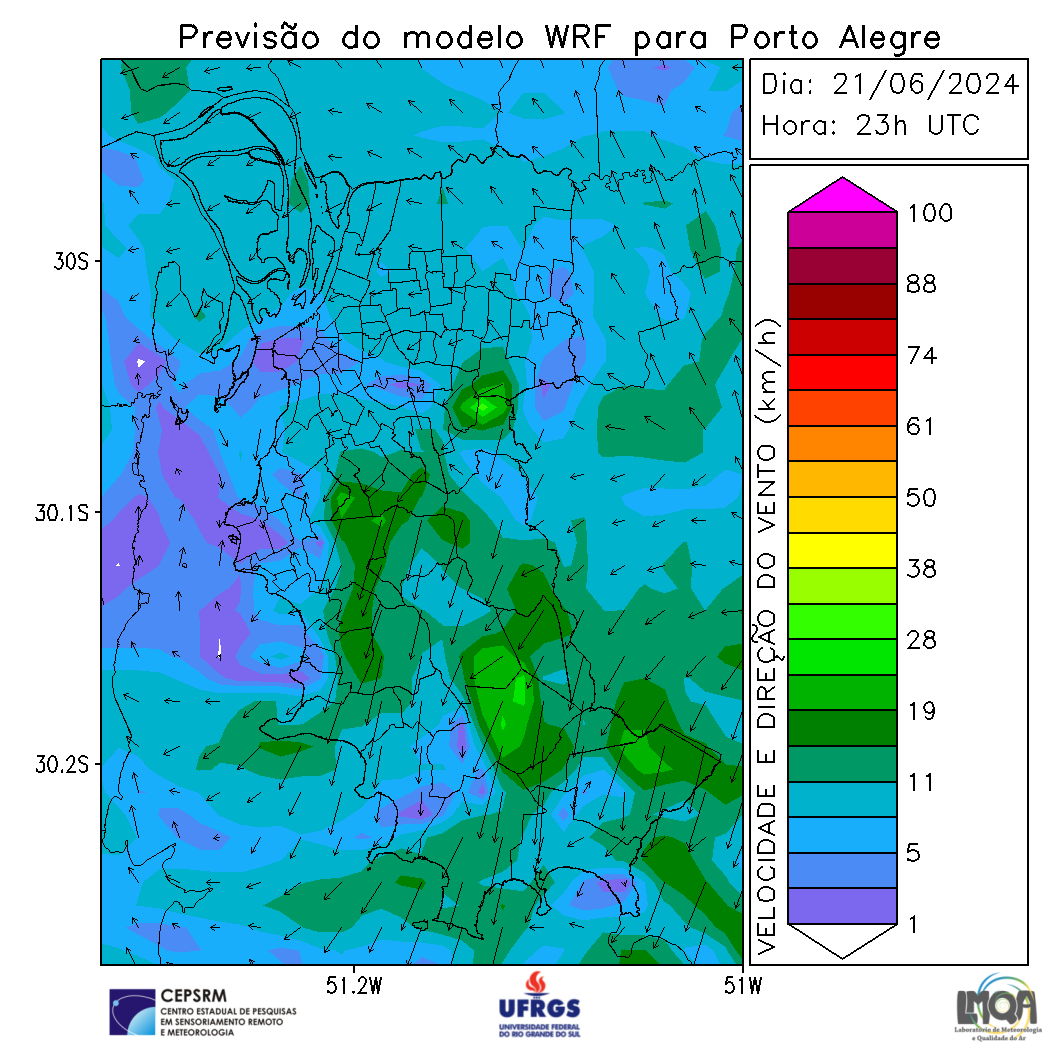 Previsão do modelo WRF para Porto Alegre
Dia: 21/06/2024
Hora: 23h UTC
30S
30.1S
30.2S
51.2W
51W
VELOCIDADE E DIREÇÃO DO VENTO (km/h)
100
88
74
61
50
38
28
19
11
5
1
CEPSRM
CENTRO ESTADUAL DE PESQUISAS
EM SENSORIAMENTO REMOTO
E METEOROLOGIA
UFRGS
UNIVERSIDADE FEDERAL
DO RIO GRANDE DO SUL
LMQA
Laboratório de Meteorologia
e Qualidade do Ar